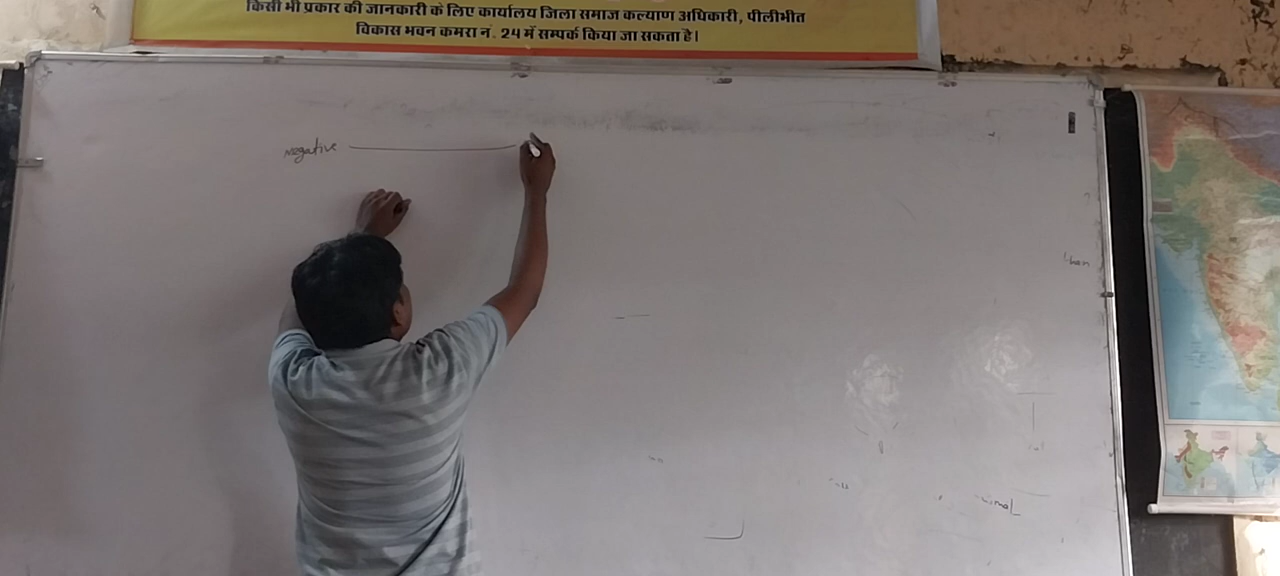 किसी भी प्रकार की जानकारी के लिए कार्यालय जिला समाज कल्याण अधिकारी, पीलीभीत
विकास भवन कमरा नं. 24 में सम्पर्क किया जा सकता है।
negative